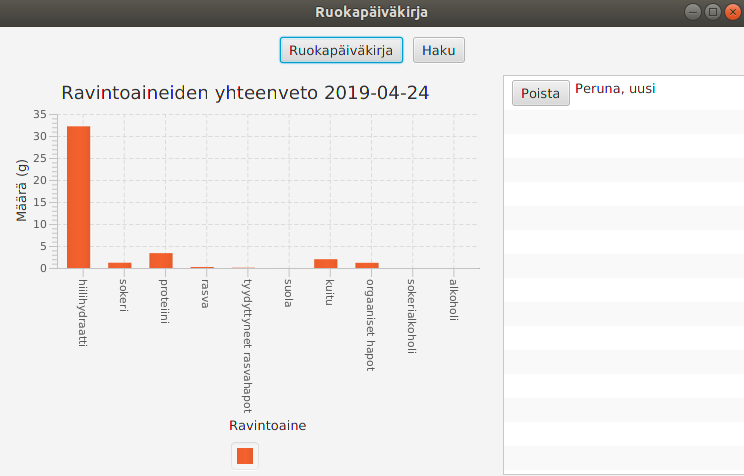 Ruokapäiväkirja
Ruokapäiväkirja
Haku
Ravintoaineiden yhteenveto 2019-04-24
Määrä (g)
35
30
25
20
15
10
5
0
hiilihydraatti
sokeri
proteiini
rasva
tyydyttyneet rasvahapot
suola
kuitu
orgaaniset hapot
sokerialkoholi
alkoholi
Ravintoaine
Poista
Peruna, uusi